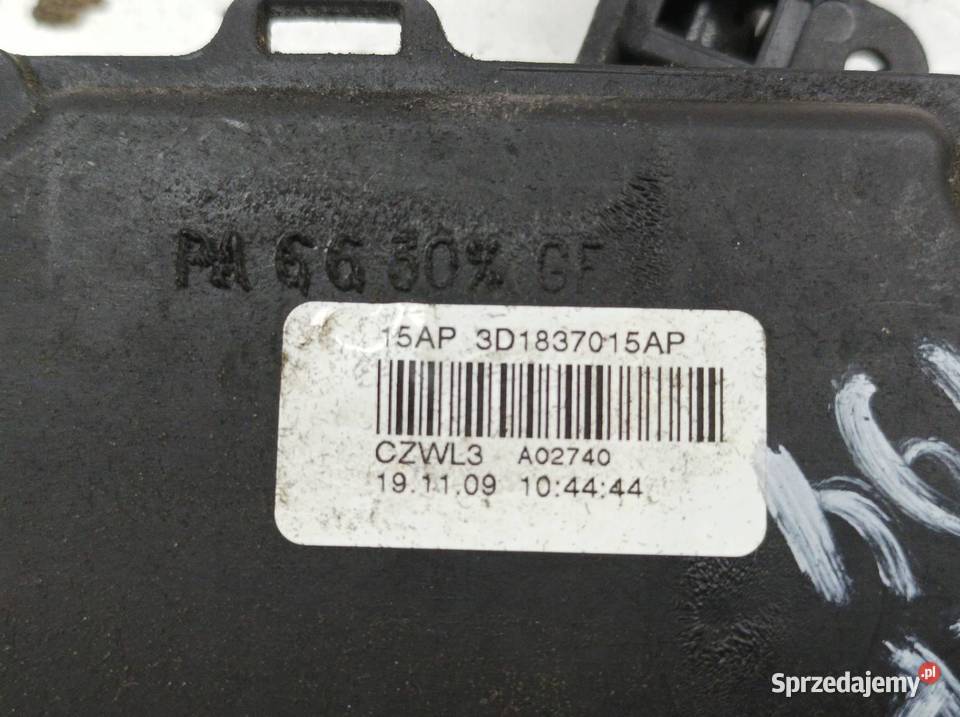 PA 66 30% GF
15AP 3D1837015AP
CZWL3 A02740
19.11.09 10:44:44
Sprzedajemy.pl